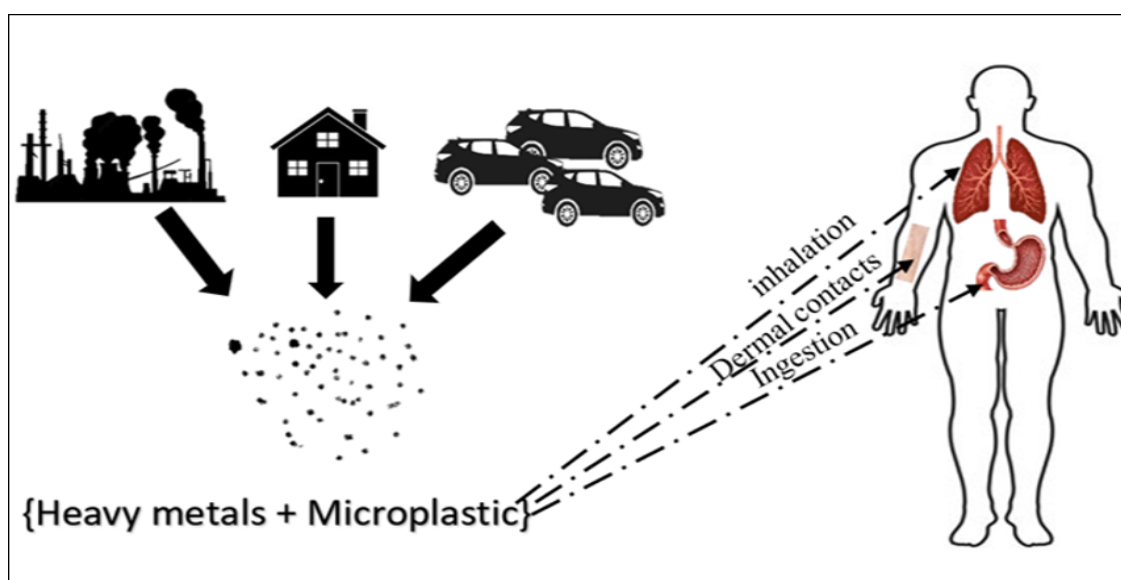 inhalation
Dermal contacts
Ingestion
{Heavy metals + Microplastic}